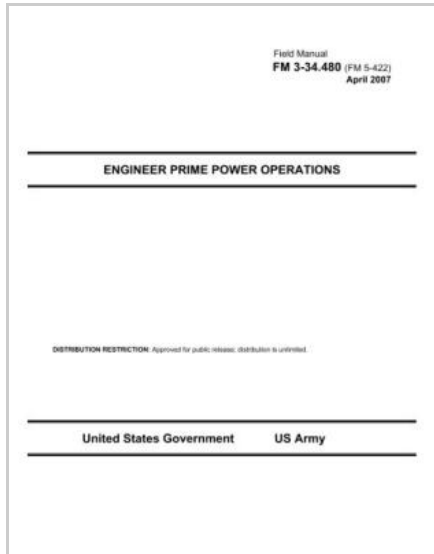 Field Manual
FM 3-34.480 (FM 5-422)
April 2007
ENGINEER PRIME POWER OPERATIONS
DISTRIBUTION RESTRICTION: Approved for public release; distribution is unlimited.
United States Government US Army